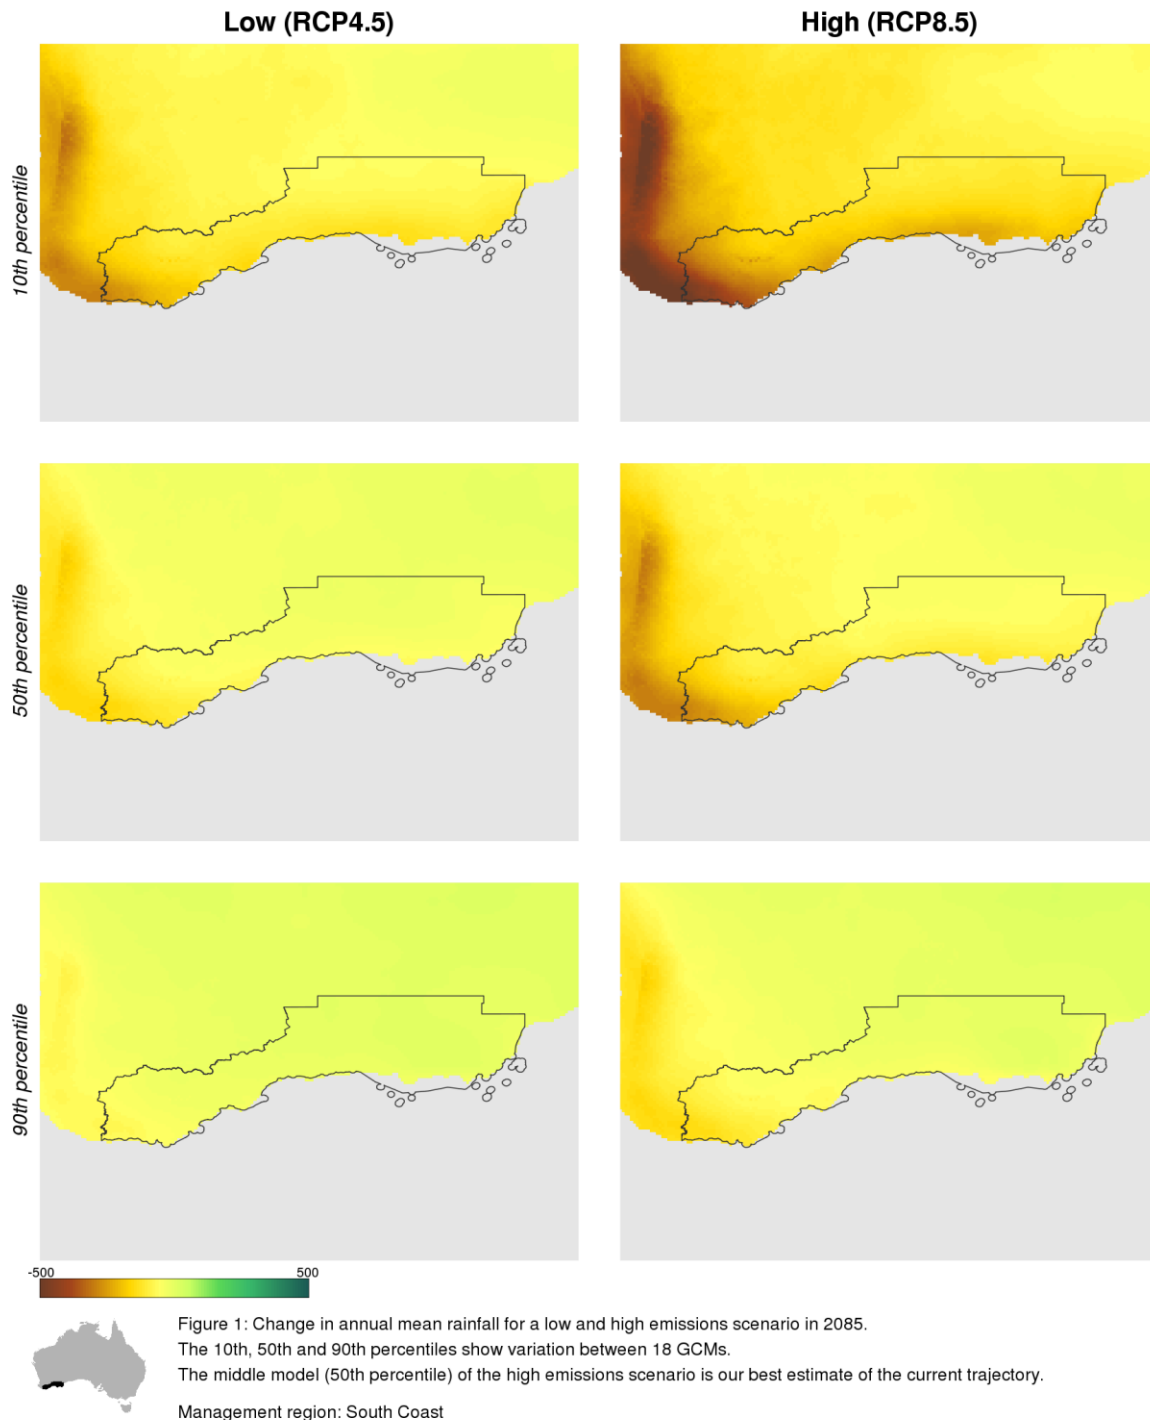 Low (RCP4.5)
High (RCP8.5)
10th percentile
50th percentile
90th percentile
-500
500
Figure 1: Change in annual mean rainfall for a low and high emissions scenario in 2085.
The 10th, 50th and 90th percentiles show variation between 18 GCMs.
The middle model (50th percentile) of the high emissions scenario is our best estimate of the current trajectory.
Management region: South Coast